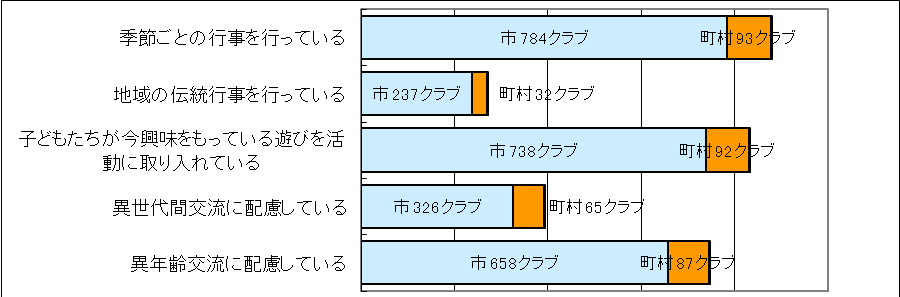 季節ごとの行事を行っている
市784クラブ
町村93クラブ
地域の伝統行事を行っている
市237クラブ
町村32クラブ
子どもたちが今興味をもっている遊びを活
動に取り入れている
市738クラブ
町村92クラブ
異世代間交流に配慮している
市326クラブ
町村65クラブ
異年齢交流に配慮している
市658クラブ
町村87クラブ